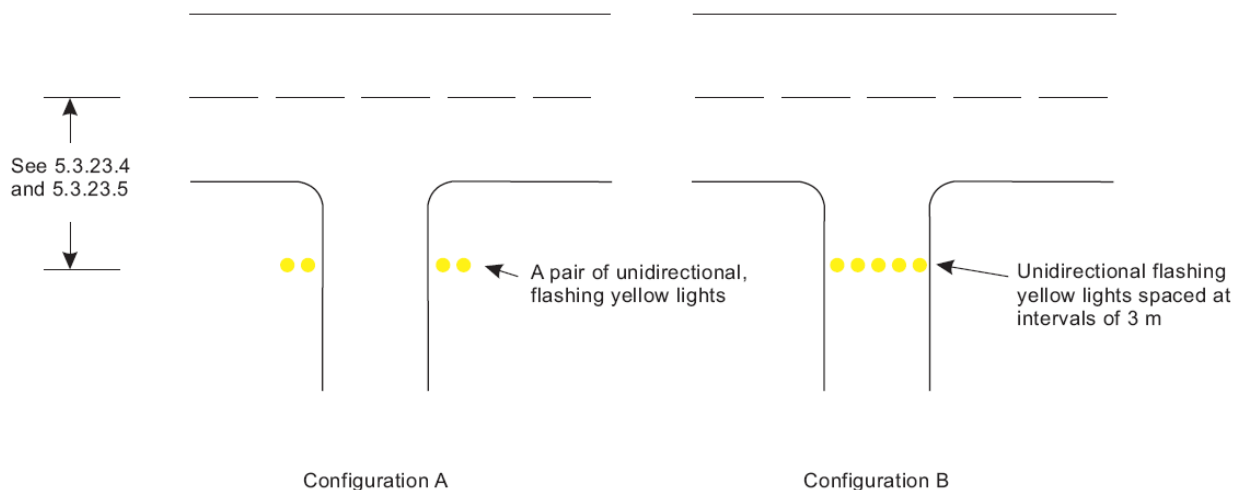 See 5.3.23.4
and 5.3.23.5
A pair of unidirectional,
flashing yellow lights
Unidirectional flashing
yellow lights spaced at
intervals of 3 m
Configuration A
Configuration B